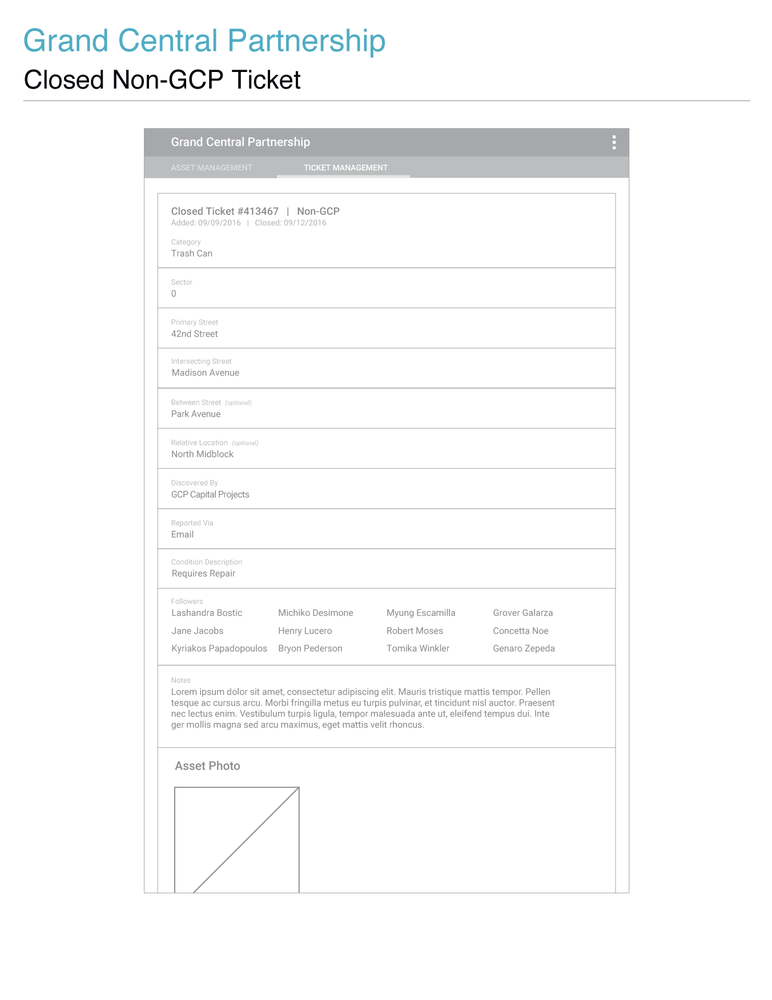 Grand Central Partnership
Closed Non-GCP Ticket
Grand Central Partnership
ASSET MANAGEMENT TICKET MANAGEMENT
Closed Ticket #413467 | Non-GCP
Added: 09/09/2016 | Closed: 09/12/2016
Category
Trash Can
Sector
0
Primary Street
42nd Street
Intersecting Street
Madison Avenue
Between Street (optional)
Park Avenue
Relative Location (optional)
North Midblock
Discovered By
GCP Capital Projects
Reported Via
Email
Condition Description
Requires Repair
Followers
Lashandra Bostic Michiko Desimone Myung Escamilla Grover Galarza
Jane Jacobs Henry Lucero Robert Moses Concetta Noe
Kyriakos Papadopoulos Bryon Pederson Tomika Winkler Genaro Zepeda
Notes
Lorem ipsum dolor sit amet, consectetur adipiscing elit. Mauris tristique mattis tempor. Pellen
tesque ac cursus arcu. Morbi fringilla metus eu turpis pulvinar, et tincidunt nisl auctor. Praesent
nec lectus enim. Vestibulum turpis ligula, tempor malesuada ante ut, eleifend tempus dui. Inte
ger mollis magna sed arcu maximus, eget mattis velit rhoncus.
Asset Photo